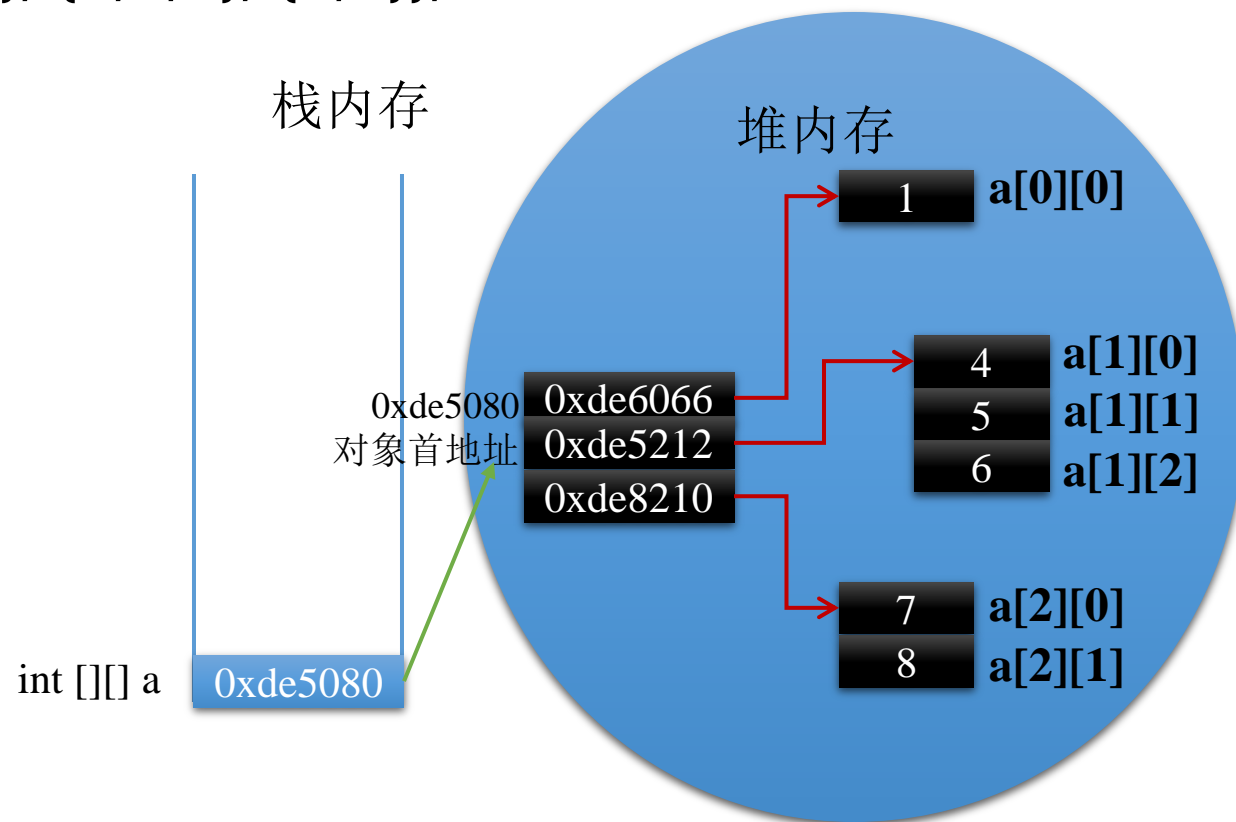 栈内存
堆内存
1 a[0][0]
4 a[1][0]
5 a[1][1]
6 a[1][2]
0xde5080 0xde6066
对象首地址 0xde5212
0xde8210
7 a[2][0]
8 a[2][1]
int [][] a 0xde5080